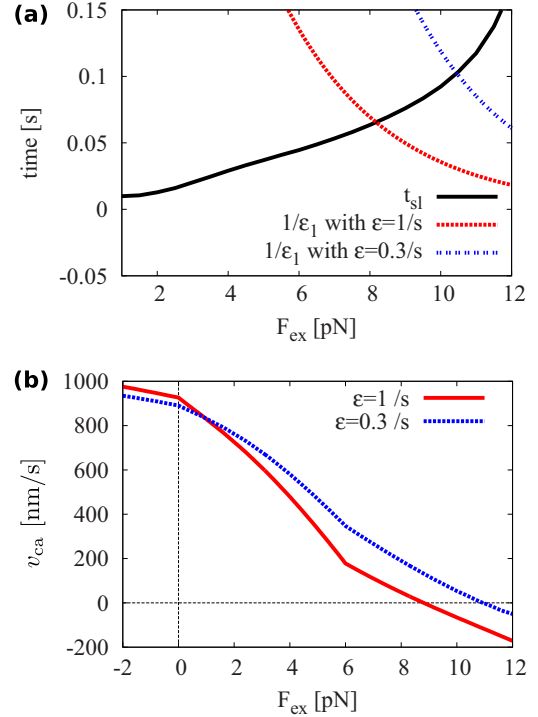 (a)
0.15
0.1
0.05
0
-0.05
time [s]
t_sl
1/ε_1 with ε=1/s
1/ε_1 with ε=0.3/s
2 4 6 8 10 12
F_ex [pN]
(b)
1000
800
600
400
200
0
-200
v_ca [nm/s]
ε=1 /s
ε=0.3 /s
-2 0 2 4 6 8 10 12
F_ex [pN]